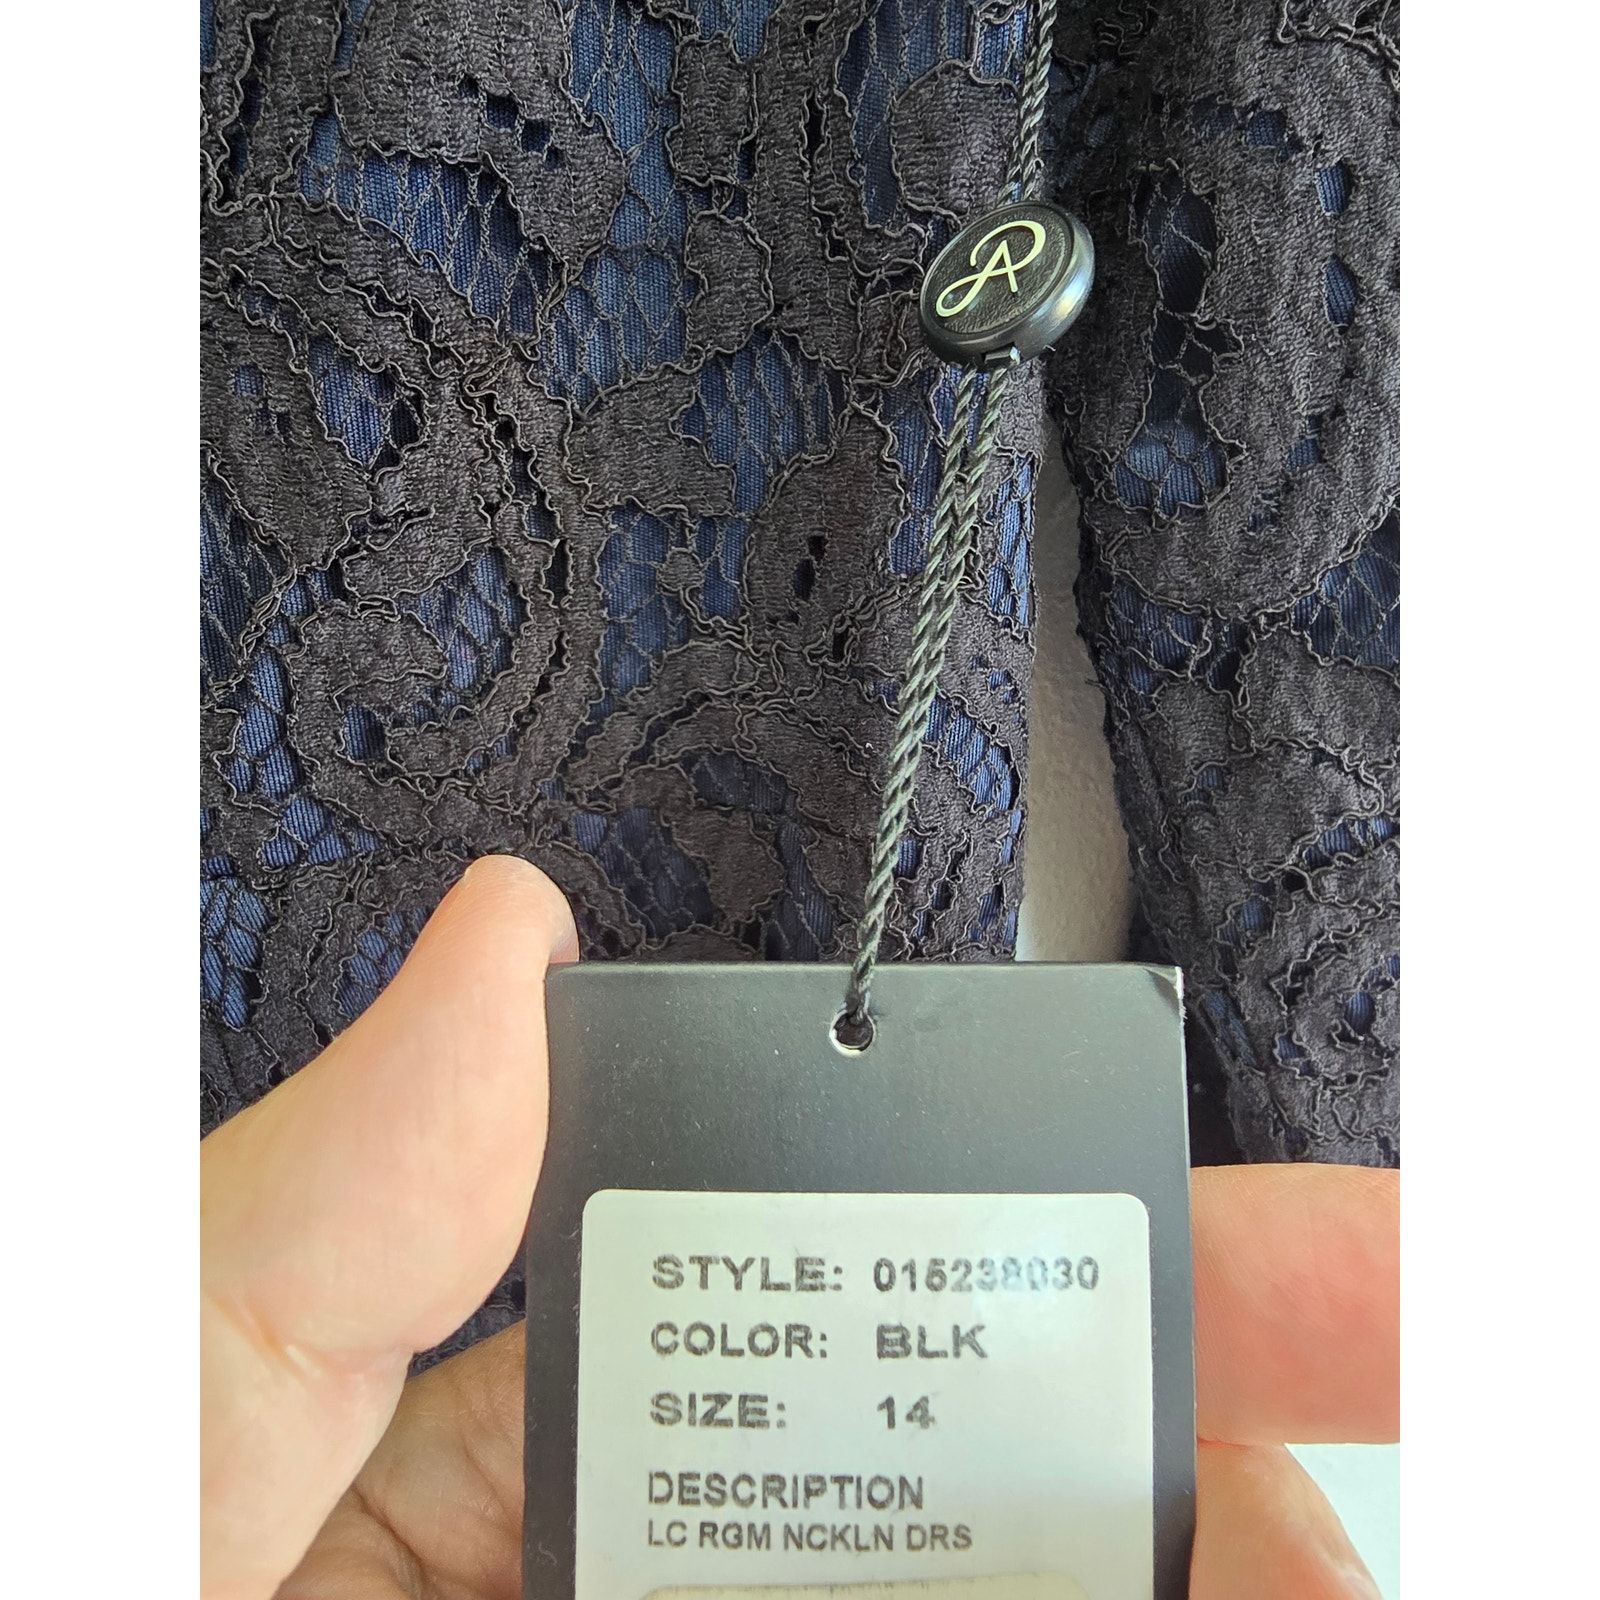 STYLE: 015238030
COLOR: BLK
SIZE: 14
DESCRIPTION
LC RGM NCKLN DRS